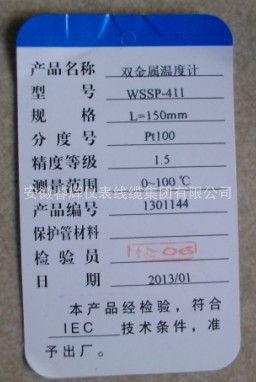 产品名称 双金属温度计
型号 WSSP-411
规格 L=150mm
分度号 Pt100
精度等级 1.5
测量范围 0~100℃
安徽春辉仪表线缆集团有限公司
产品编号 1301144
保护管材料
检验员 06
日期 2013/01
本产品经检验，符合
IEC 技术条件，准
予出厂。